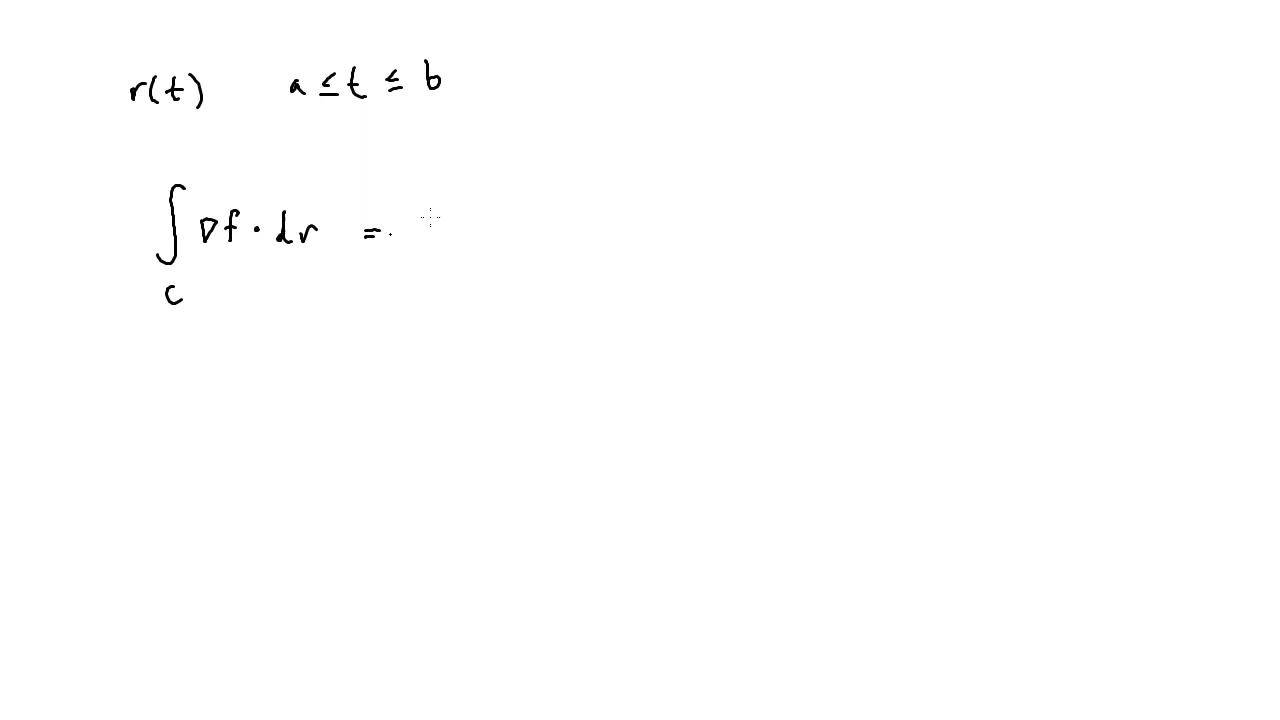 r(t) a ≤ t ≤ b
∫ ∇f · dr =
C